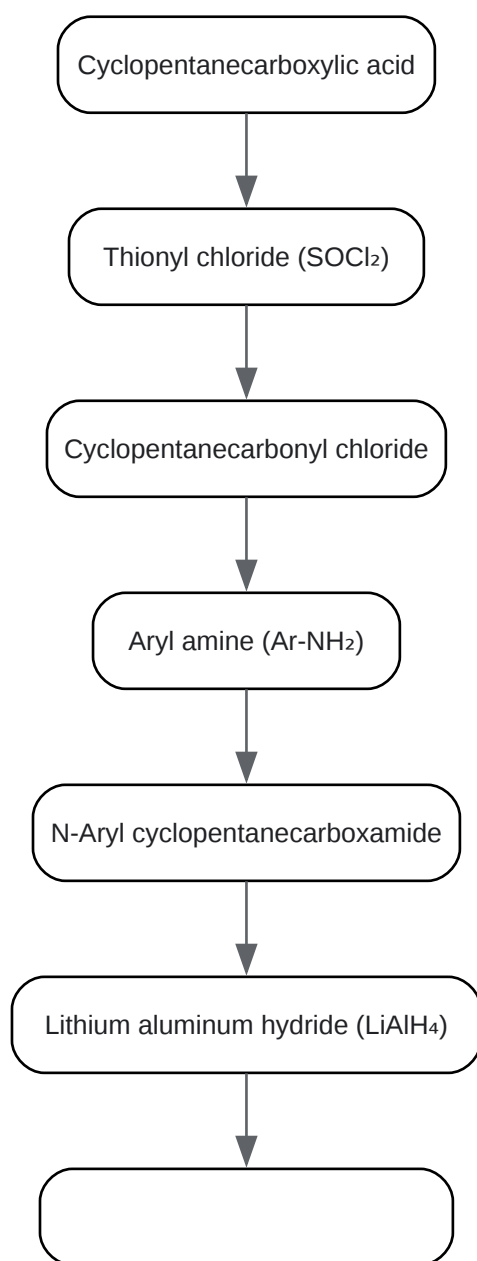 Cyclopentanecarboxylic acid
Thionyl chloride (SOCl₂)
Cyclopentanecarbonyl chloride
Aryl amine (Ar-NH₂)
N-Aryl cyclopentanecarboxamide
Lithium aluminum hydride (LiAlH₄)